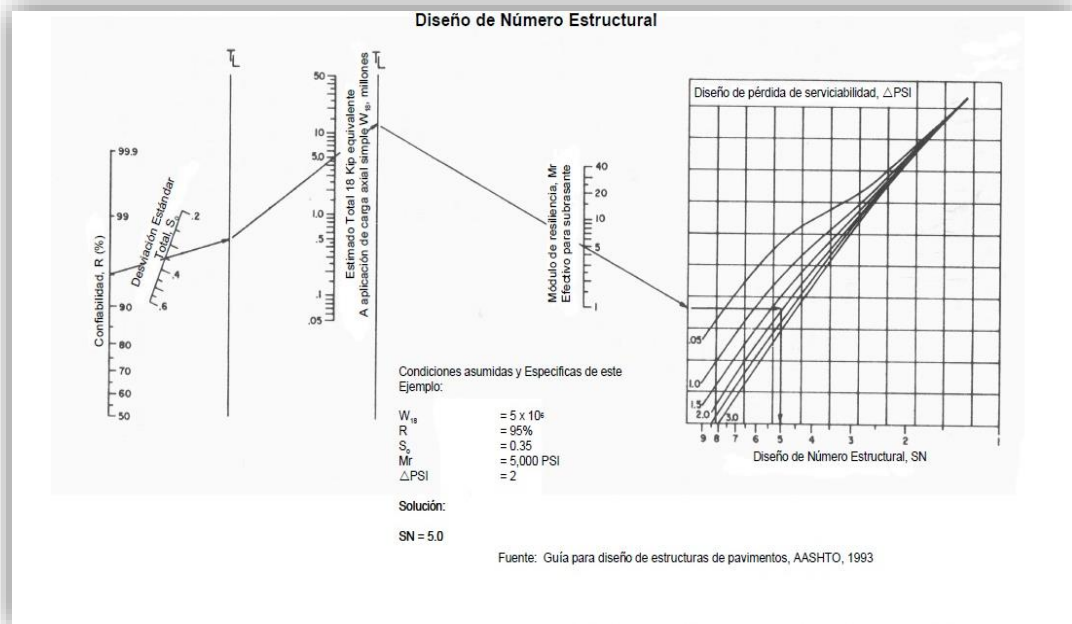 Diseño de Número Estructural
TL
TL
Confiabilidad, R (%)
99.9
99
90
80
70
60
50
Desviación Estándar
Total, So
.2
.4
.6
Estimado Total 18 Kip equivalente
A aplicación de carga axial simple W18, millones
50
10
5.0
1.0
.5
.1
.05
Módulo de resiliencia, Mr
Efectivo para subrasante
40
20
10
5
1
Diseño de pérdida de serviciabilidad, △PSI
.05
1.0
1.5
2.0
3.0
9 8 7 6 5 4 3 2 1
Diseño de Número Estructural, SN
Condiciones asumidas y Especificas de este
Ejemplo:
W18 = 5 x 10⁶
R = 95%
So = 0.35
Mr = 5,000 PSI
△PSI = 2
Solución:
SN = 5.0
Fuente: Guía para diseño de estructuras de pavimentos, AASHTO, 1993